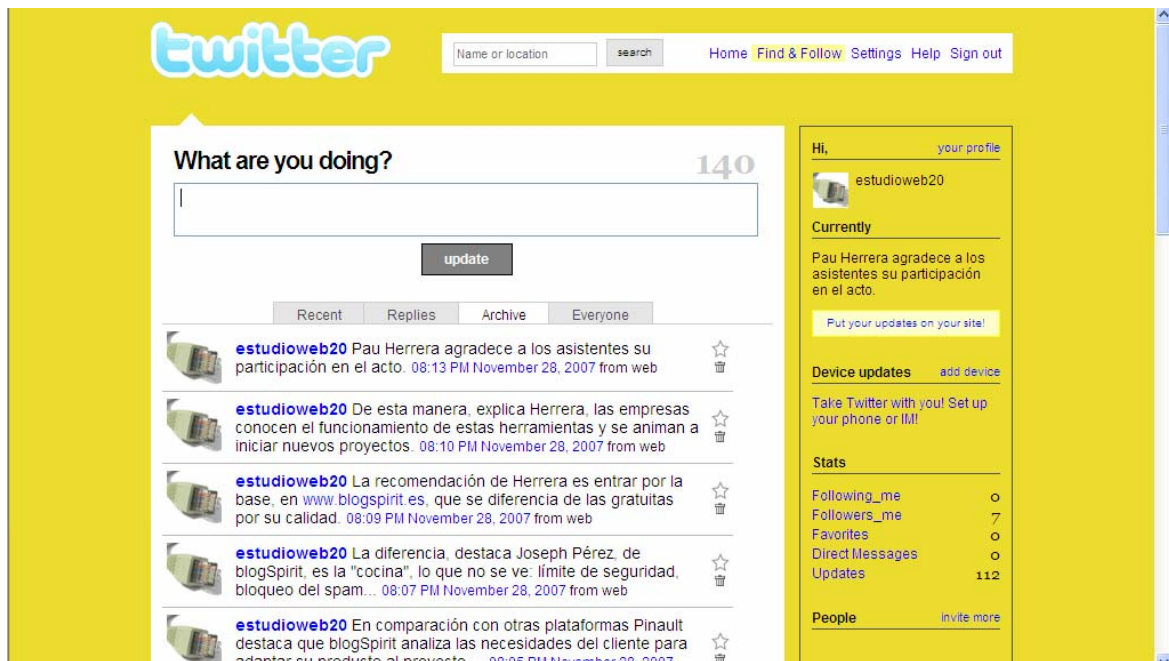 twitter
Name or location
search
Home Find & Follow Settings Help Sign out
What are you doing?
140
update
Recent Replies Archive Everyone
estudioweb20 Pau Herrera agradece a los asistentes su
participación en el acto. 08:13 PM November 28, 2007 from web
estudioweb20 De esta manera, explica Herrera, las empresas
conocen el funcionamiento de estas herramientas y se animan a
iniciar nuevos proyectos. 08:10 PM November 28, 2007 from web
estudioweb20 La recomendación de Herrera es entrar por la
base, en www.blogspirit.es, que se diferencia de las gratuitas
por su calidad. 08:09 PM November 28, 2007 from web
estudioweb20 La diferencia, destaca Joseph Pérez, de
blogSpirit, es la "cocina", lo que no se ve: límite de seguridad,
bloqueo del spam... 08:07 PM November 28, 2007 from web
estudioweb20 En comparación con otras plataformas Pinault
destaca que blogSpirit analiza las necesidades del cliente para
adaptar su producto al proyecto
Hi, your profile
estudioweb20
Currently
Pau Herrera agradece a los
asistentes su participación
en el acto.
Put your updates on your site!
Device updates add device
Take Twitter with you! Set up
your phone or IM!
Stats
Following_me 0
Followers_me 7
Favorites 0
Direct Messages 0
Updates 112
People invite more